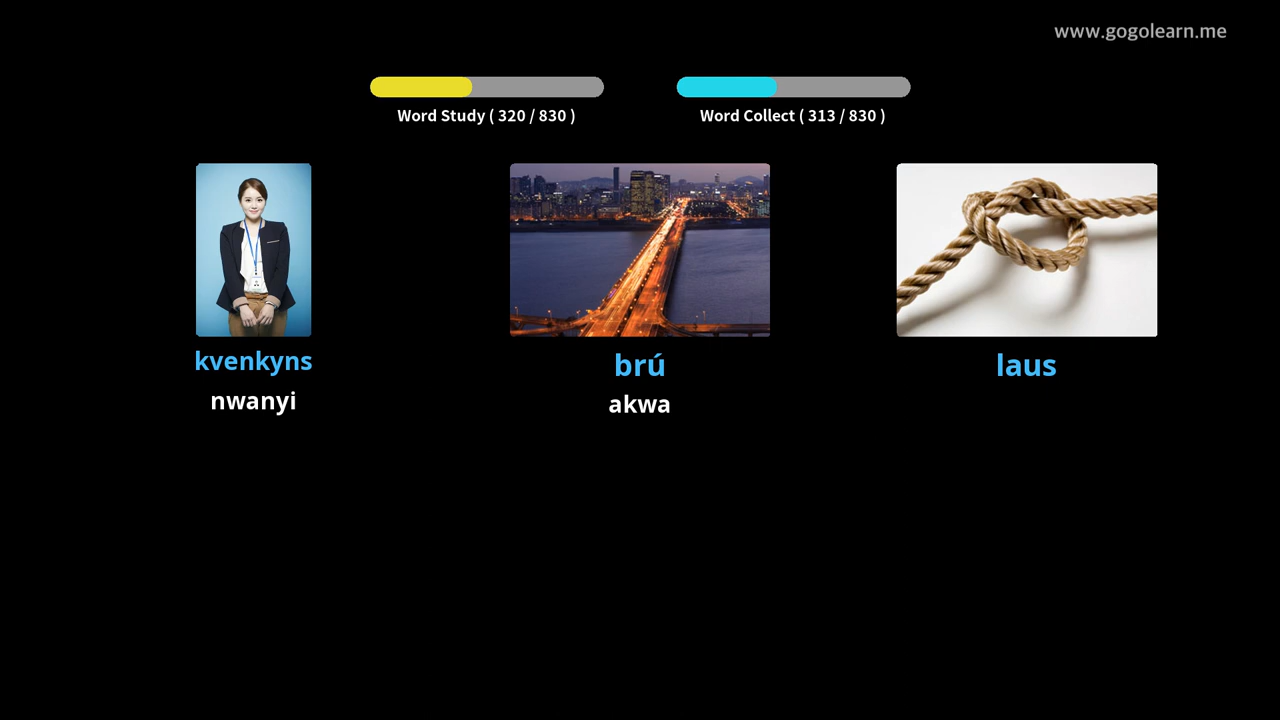 www.gogolearn.me
Word Study ( 320 / 830 )
Word Collect ( 313 / 830 )
kvenkyns
nwanyi
brú
akwa
laus